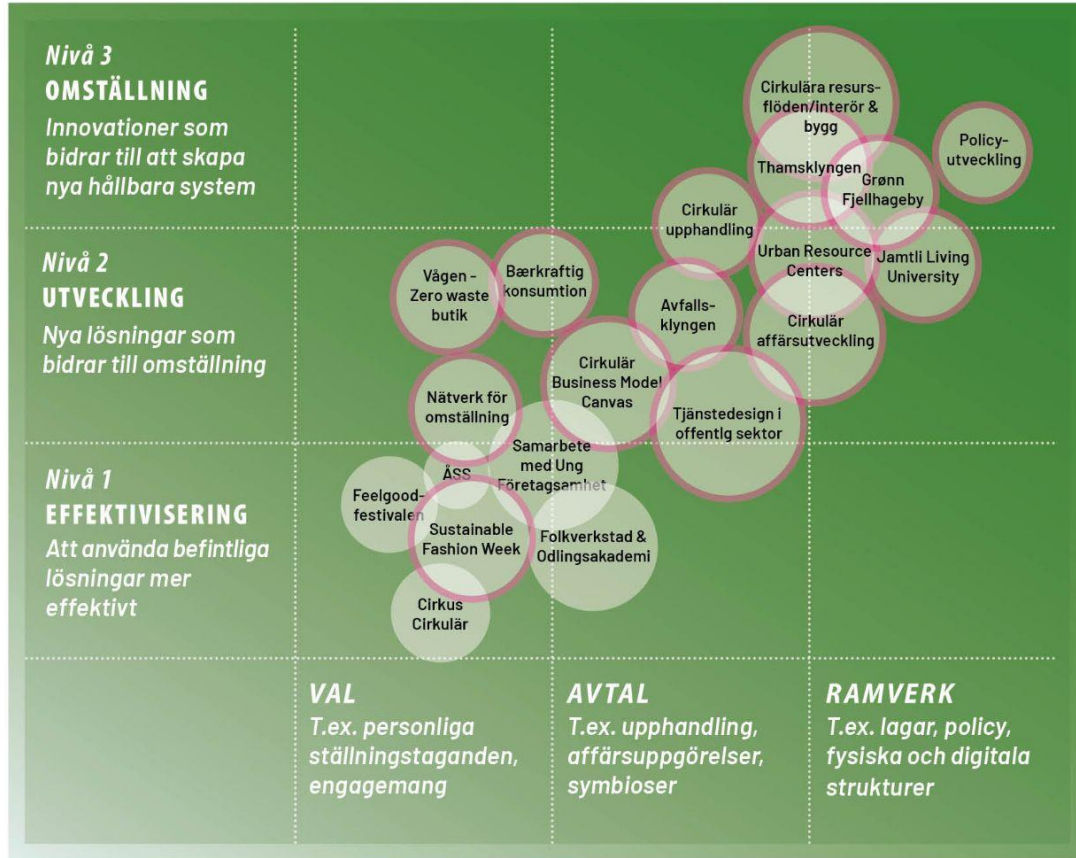 Nivå 3
OMSTÄLLNING
Innovationer som
bidrar till att skapa
nya hållbara system
Nivå 2
UTVECKLING
Nya lösningar som
bidrar till omställning
Nivå 1
EFFEKTIVISERING
Att använda befintliga
lösningar mer
effektivt
Cirkulära resurs-
flöden/interör &
bygg
Thamsklyngen
Grønn
Fjellhageby
Policy-
utveckling
Cirkulär
upphandling
Urban Resource
Centers
Jamtli Living
University
Vågen -
Zero waste
butik
Bærkraftig
konsumtion
Avfalls-
klyngen
Cirkulär
affärsutveckling
Cirkulär
Business Model
Canvas
Nätverk för
omställning
Tjänstedesign i
offentlg sektor
Samarbete
med Ung
Företagsamhet
ÅSS
Feelgood-
festivalen
Sustainable
Fashion Week
Folkverkstad &
Odlingsakademi
Cirkus
Cirkulär
VAL
T.ex. personliga
ställningstaganden,
engagemang
AVTAL
T.ex. upphandling,
affärsuppgörelser,
symbioser
RAMVERK
T.ex. lagar, policy,
fysiska och digitala
strukturer